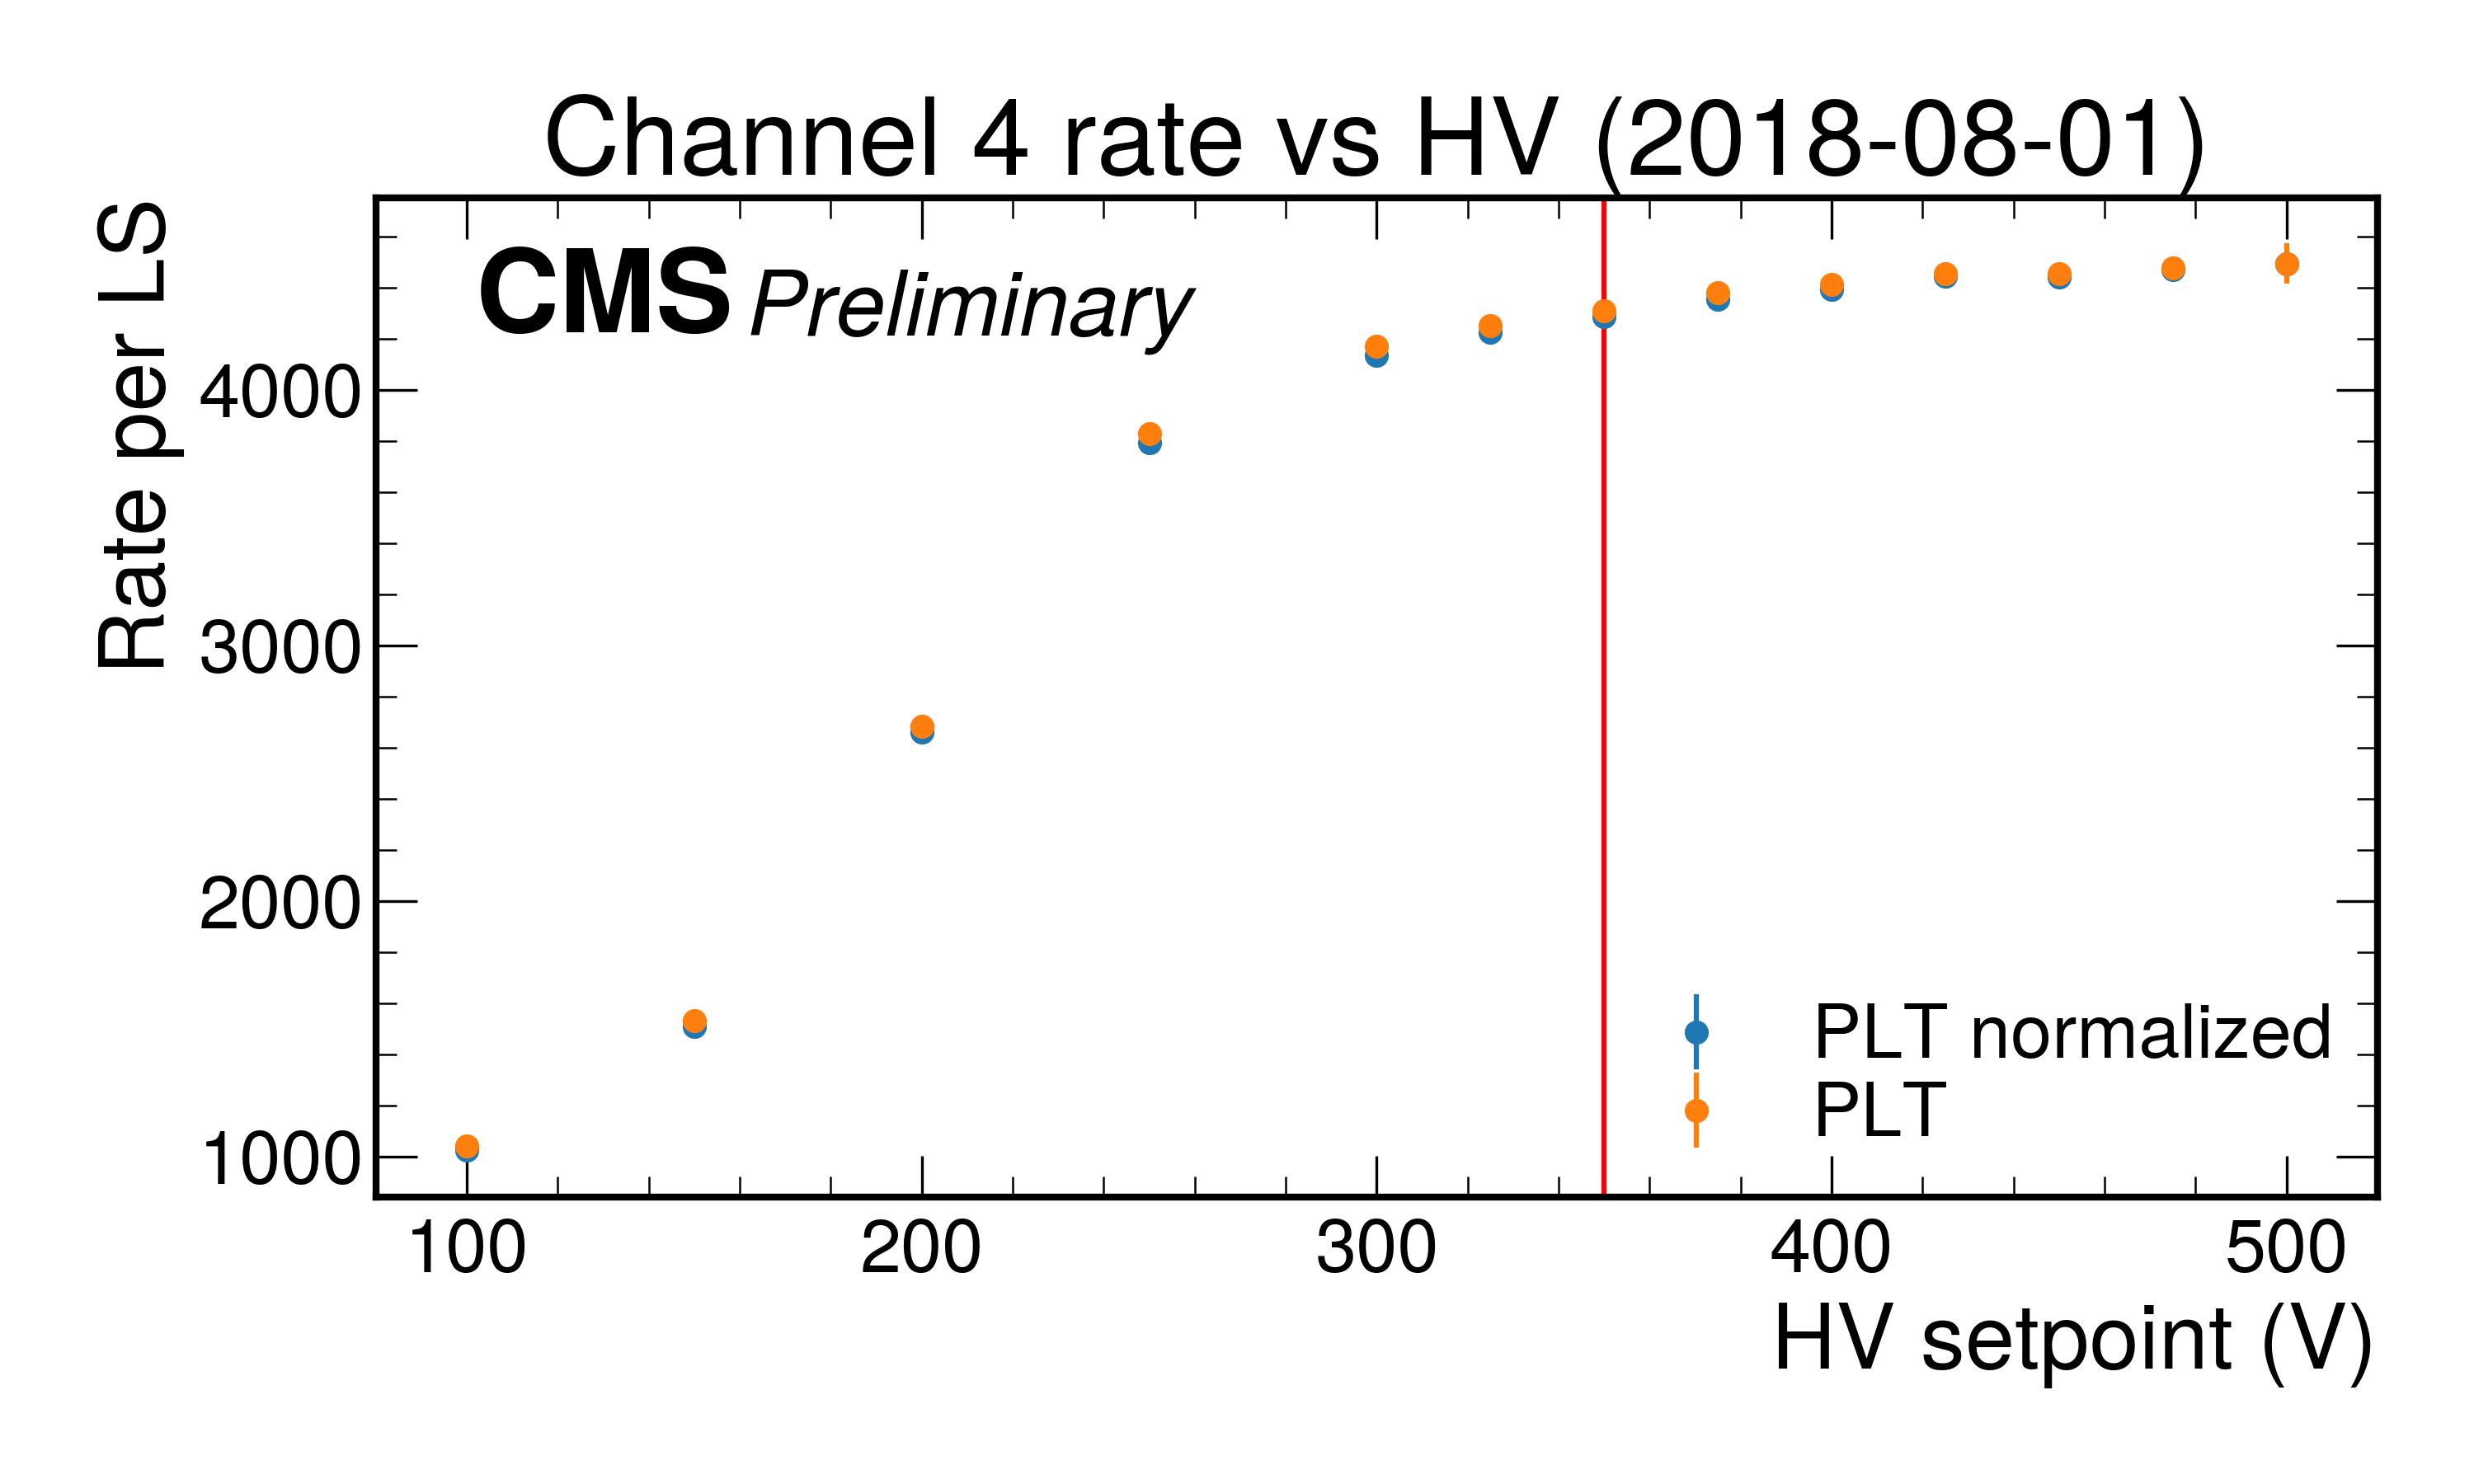 Channel 4 rate vs HV (2018-08-01)
CMS Preliminary
Rate per LS
4000
3000
2000
1000
PLT normalized
PLT
100 200 300 400 500
HV setpoint (V)